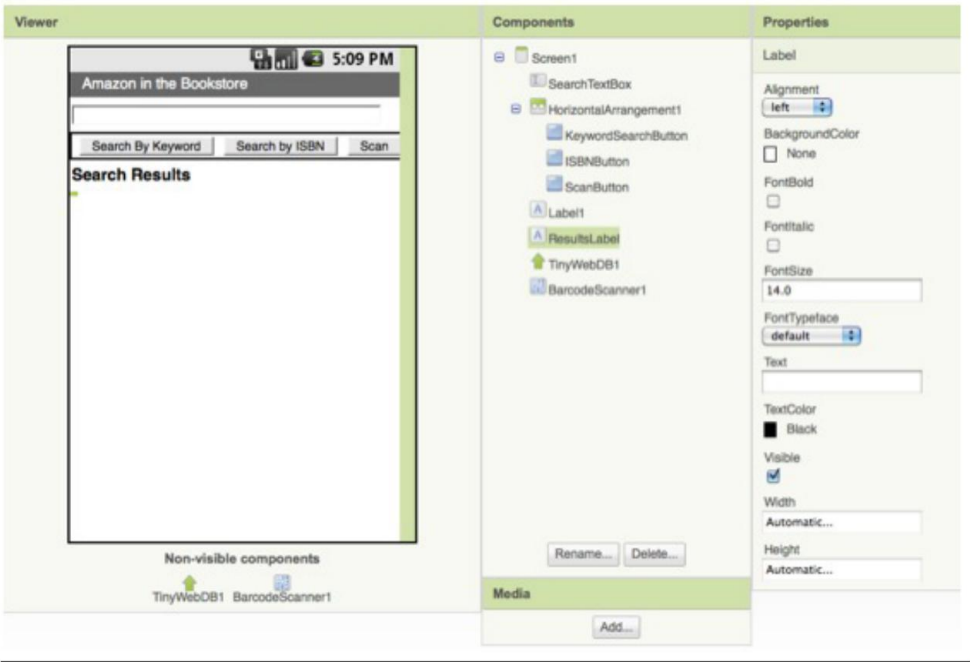 Viewer
5:09 PM
Amazon in the Bookstore
Search By Keyword Search by ISBN Scan
Search Results
Non-visible components
TinyWebDB1 BarcodeScanner1
Components
Screen1
SearchTextBox
HorizontalArrangement1
KeywordSearchButton
ISBNButton
ScanButton
A Label1
A ResultsLabel
TinyWebDB1
BarcodeScanner1
Rename... Delete...
Media
Add...
Properties
Label
Alignment
left
BackgroundColor
None
FontBold
FontItalic
FontSize
14.0
FontTypeface
default
Text
TextColor
Black
Visible
Width
Automatic...
Height
Automatic...